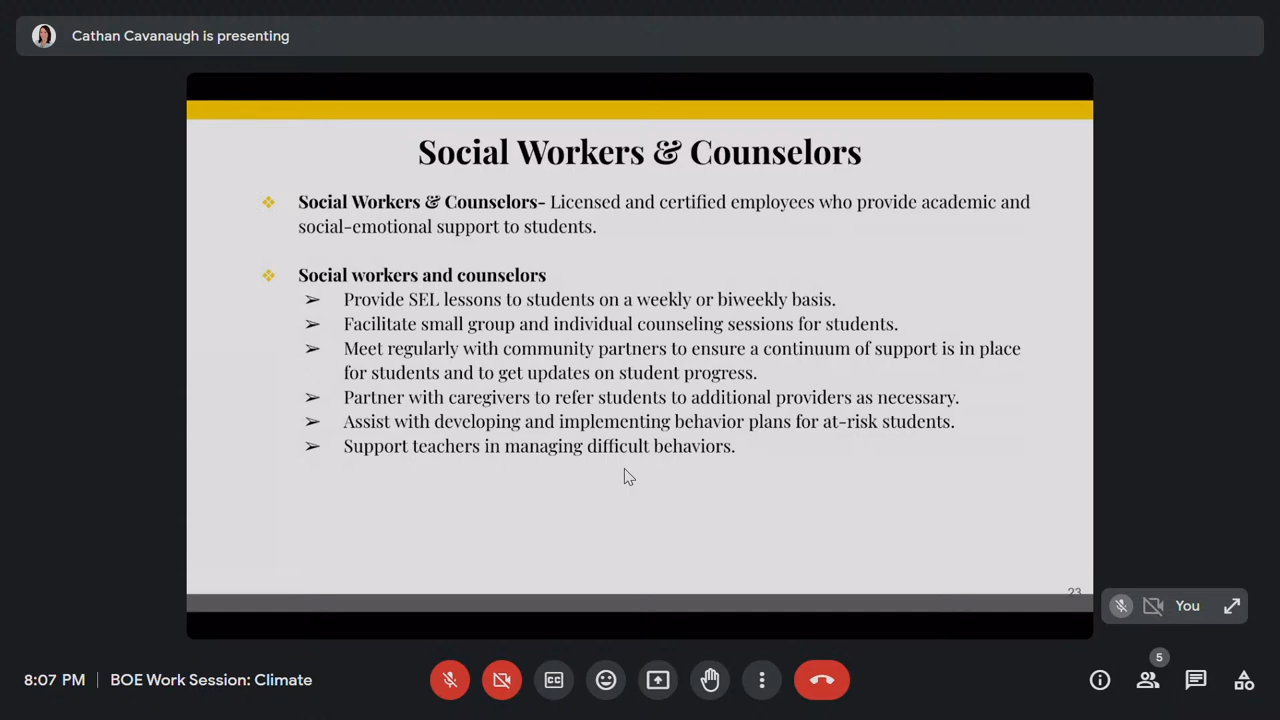 Cathan Cavanaugh is presenting
Social Workers & Counselors
❖ Social Workers & Counselors- Licensed and certified employees who provide academic and
social-emotional support to students.
❖ Social workers and counselors
➢ Provide SEL lessons to students on a weekly or biweekly basis.
➢ Facilitate small group and individual counseling sessions for students.
➢ Meet regularly with community partners to ensure a continuum of support is in place
for students and to get updates on student progress.
➢ Partner with caregivers to refer students to additional providers as necessary.
➢ Assist with developing and implementing behavior plans for at-risk students.
➢ Support teachers in managing difficult behaviors.
23
You
5
8:07 PM | BOE Work Session: Climate